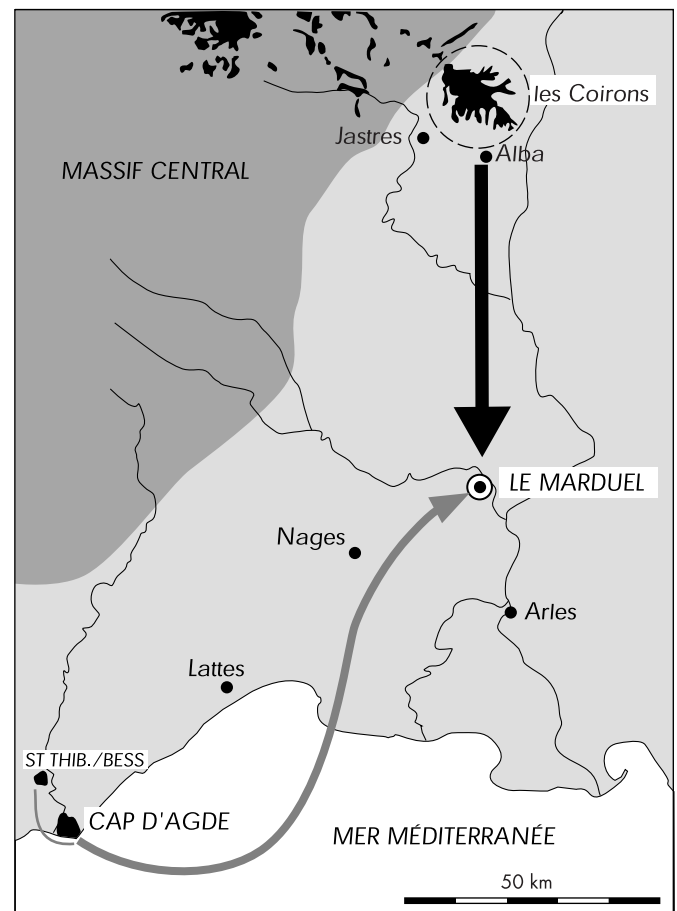 les Coirons
Jastres
Alba
MASSIF CENTRAL
LE MARDUEL
Nages
Arles
Lattes
ST THIB./BESS
CAP D'AGDE
MER MÉDITERRANÉE
50 km